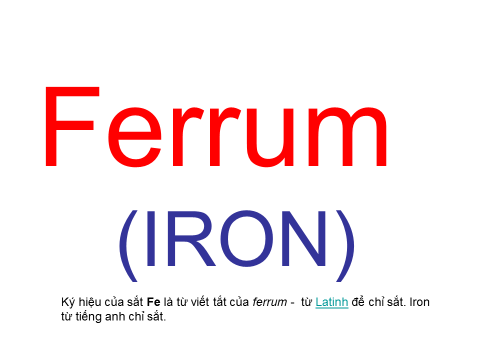 Ferrum
(IRON)
Ký hiệu của sắt Fe là từ viết tắt của ferrum - từ Latinh để chỉ sắt. Iron
từ tiếng anh chỉ sắt.